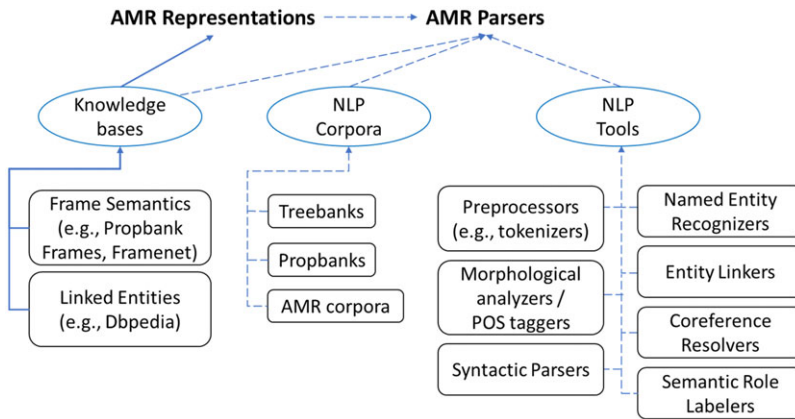 AMR Representations
AMR Parsers
Knowledge
bases
NLP
Corpora
NLP
Tools
Frame Semantics
(e.g., Propbank
Frames, Framenet)
Linked Entities
(e.g., Dbpedia)
Treebanks
Propbanks
AMR corpora
Preprocessors
(e.g., tokenizers)
Morphological
analyzers /
POS taggers
Syntactic Parsers
Named Entity
Recognizers
Entity Linkers
Coreference
Resolvers
Semantic Role
Labelers